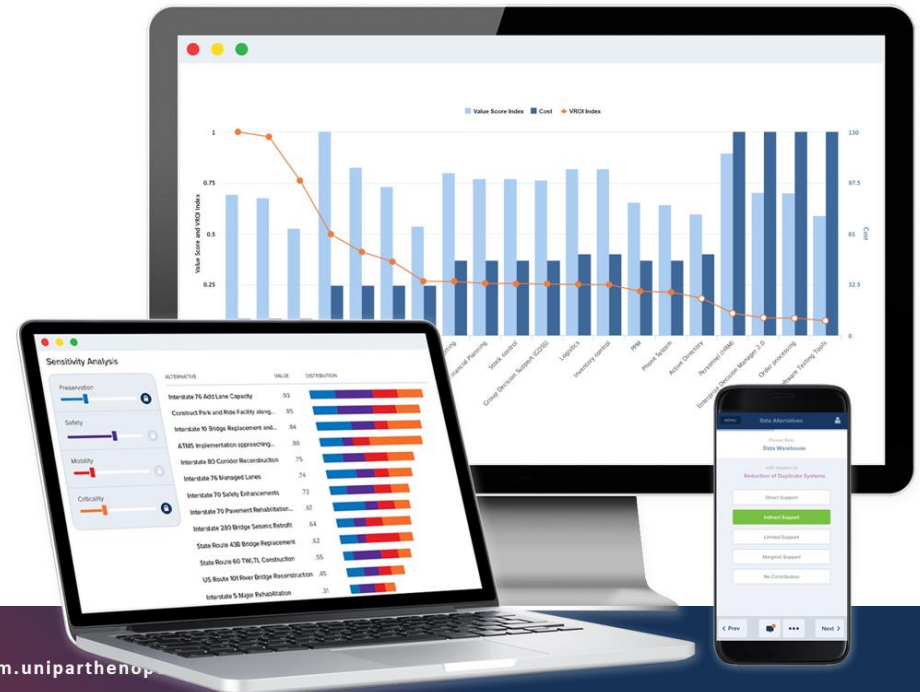 Value Score Index Cost VROI Index
1
0.75
0.5
0.25
Value Score and VROI Index
130
97.5
65
32.5
0
Cost
Financial Planning
Stock control
Group Decision Support (GDSS)
Logistics
Inventory control
PPM
Phone System
Active Directory
Personnel (HRM)
Enterprise Decision Manager 2.0
Order processing
Software Testing Tools
Sensitivity Analysis
Preservation
Safety
Mobility
Criticality
ALTERNATIVE VALUE DISTRIBUTION
Interstate 76 Add Lane Capacity .93
Construct Park and Ride Facility along... .85
Interstate 10 Bridge Replacement and... .84
ATMS Implementation approaching... .80
Interstate 80 Corridor Reconstruction .75
Interstate 76 Managed Lanes .74
Interstate 70 Safety Enhancements .72
Interstate 70 Pavement Rehabilitation... .67
Interstate 280 Bridge Seismic Retrofit .64
State Route 43B Bridge Replacement .62
State Route 60 TWLTL Construction .55
US Route 101 River Bridge Reconstruction .45
Interstate 5 Major Rehabilitation .31
MENU Rate Alternatives
Please Rate
Data Warehouse
with respect to
Reduction of Duplicate Systems
Direct Support
Indirect Support
Limited Support
Marginal Support
No Contribution
< Prev Next >
m.uniparthenop